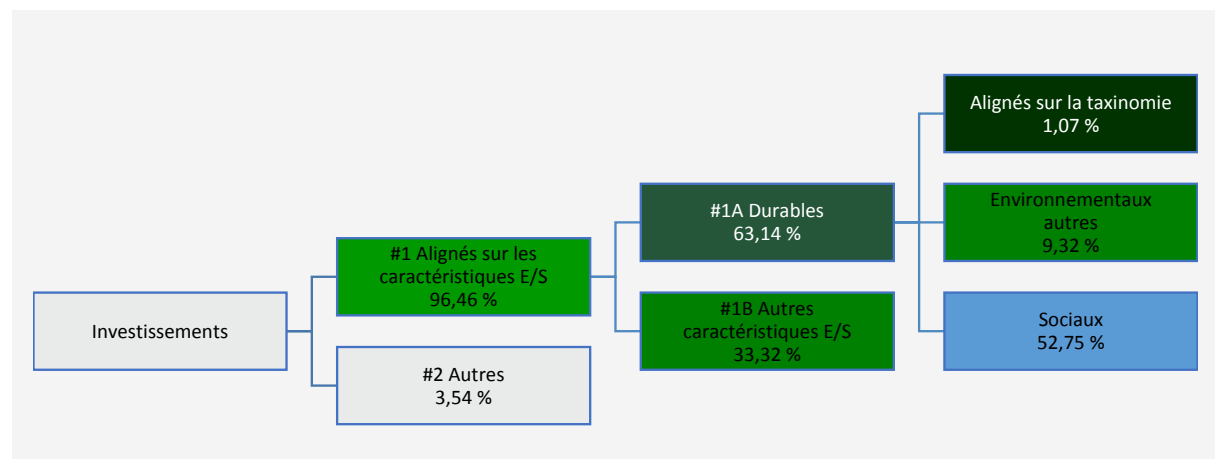 Investissements
#1 Alignés sur les
caractéristiques E/S
96,46 %
#2 Autres
3,54 %
#1A Durables
63,14 %
#1B Autres
caractéristiques E/S
33,32 %
Alignés sur la taxinomie
1,07 %
Environnementaux
autres
9,32 %
Sociaux
52,75 %